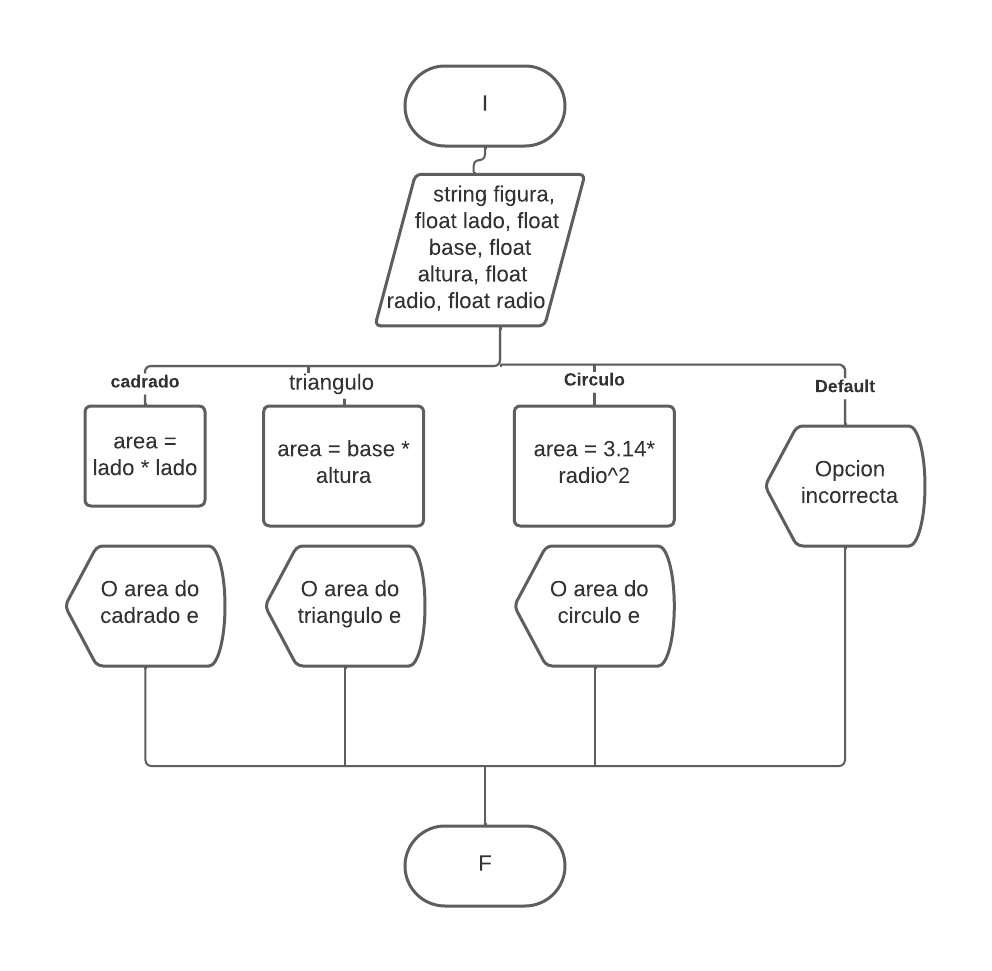 I
string figura,
float lado, float
base, float
altura, float
radio, float radio
cadrado
triangulo
Circulo
Default
area =
lado * lado
area = base *
altura
area = 3.14*
radio^2
Opcion
incorrecta
O area do
cadrado e
O area do
triangulo e
O area do
circulo e
F